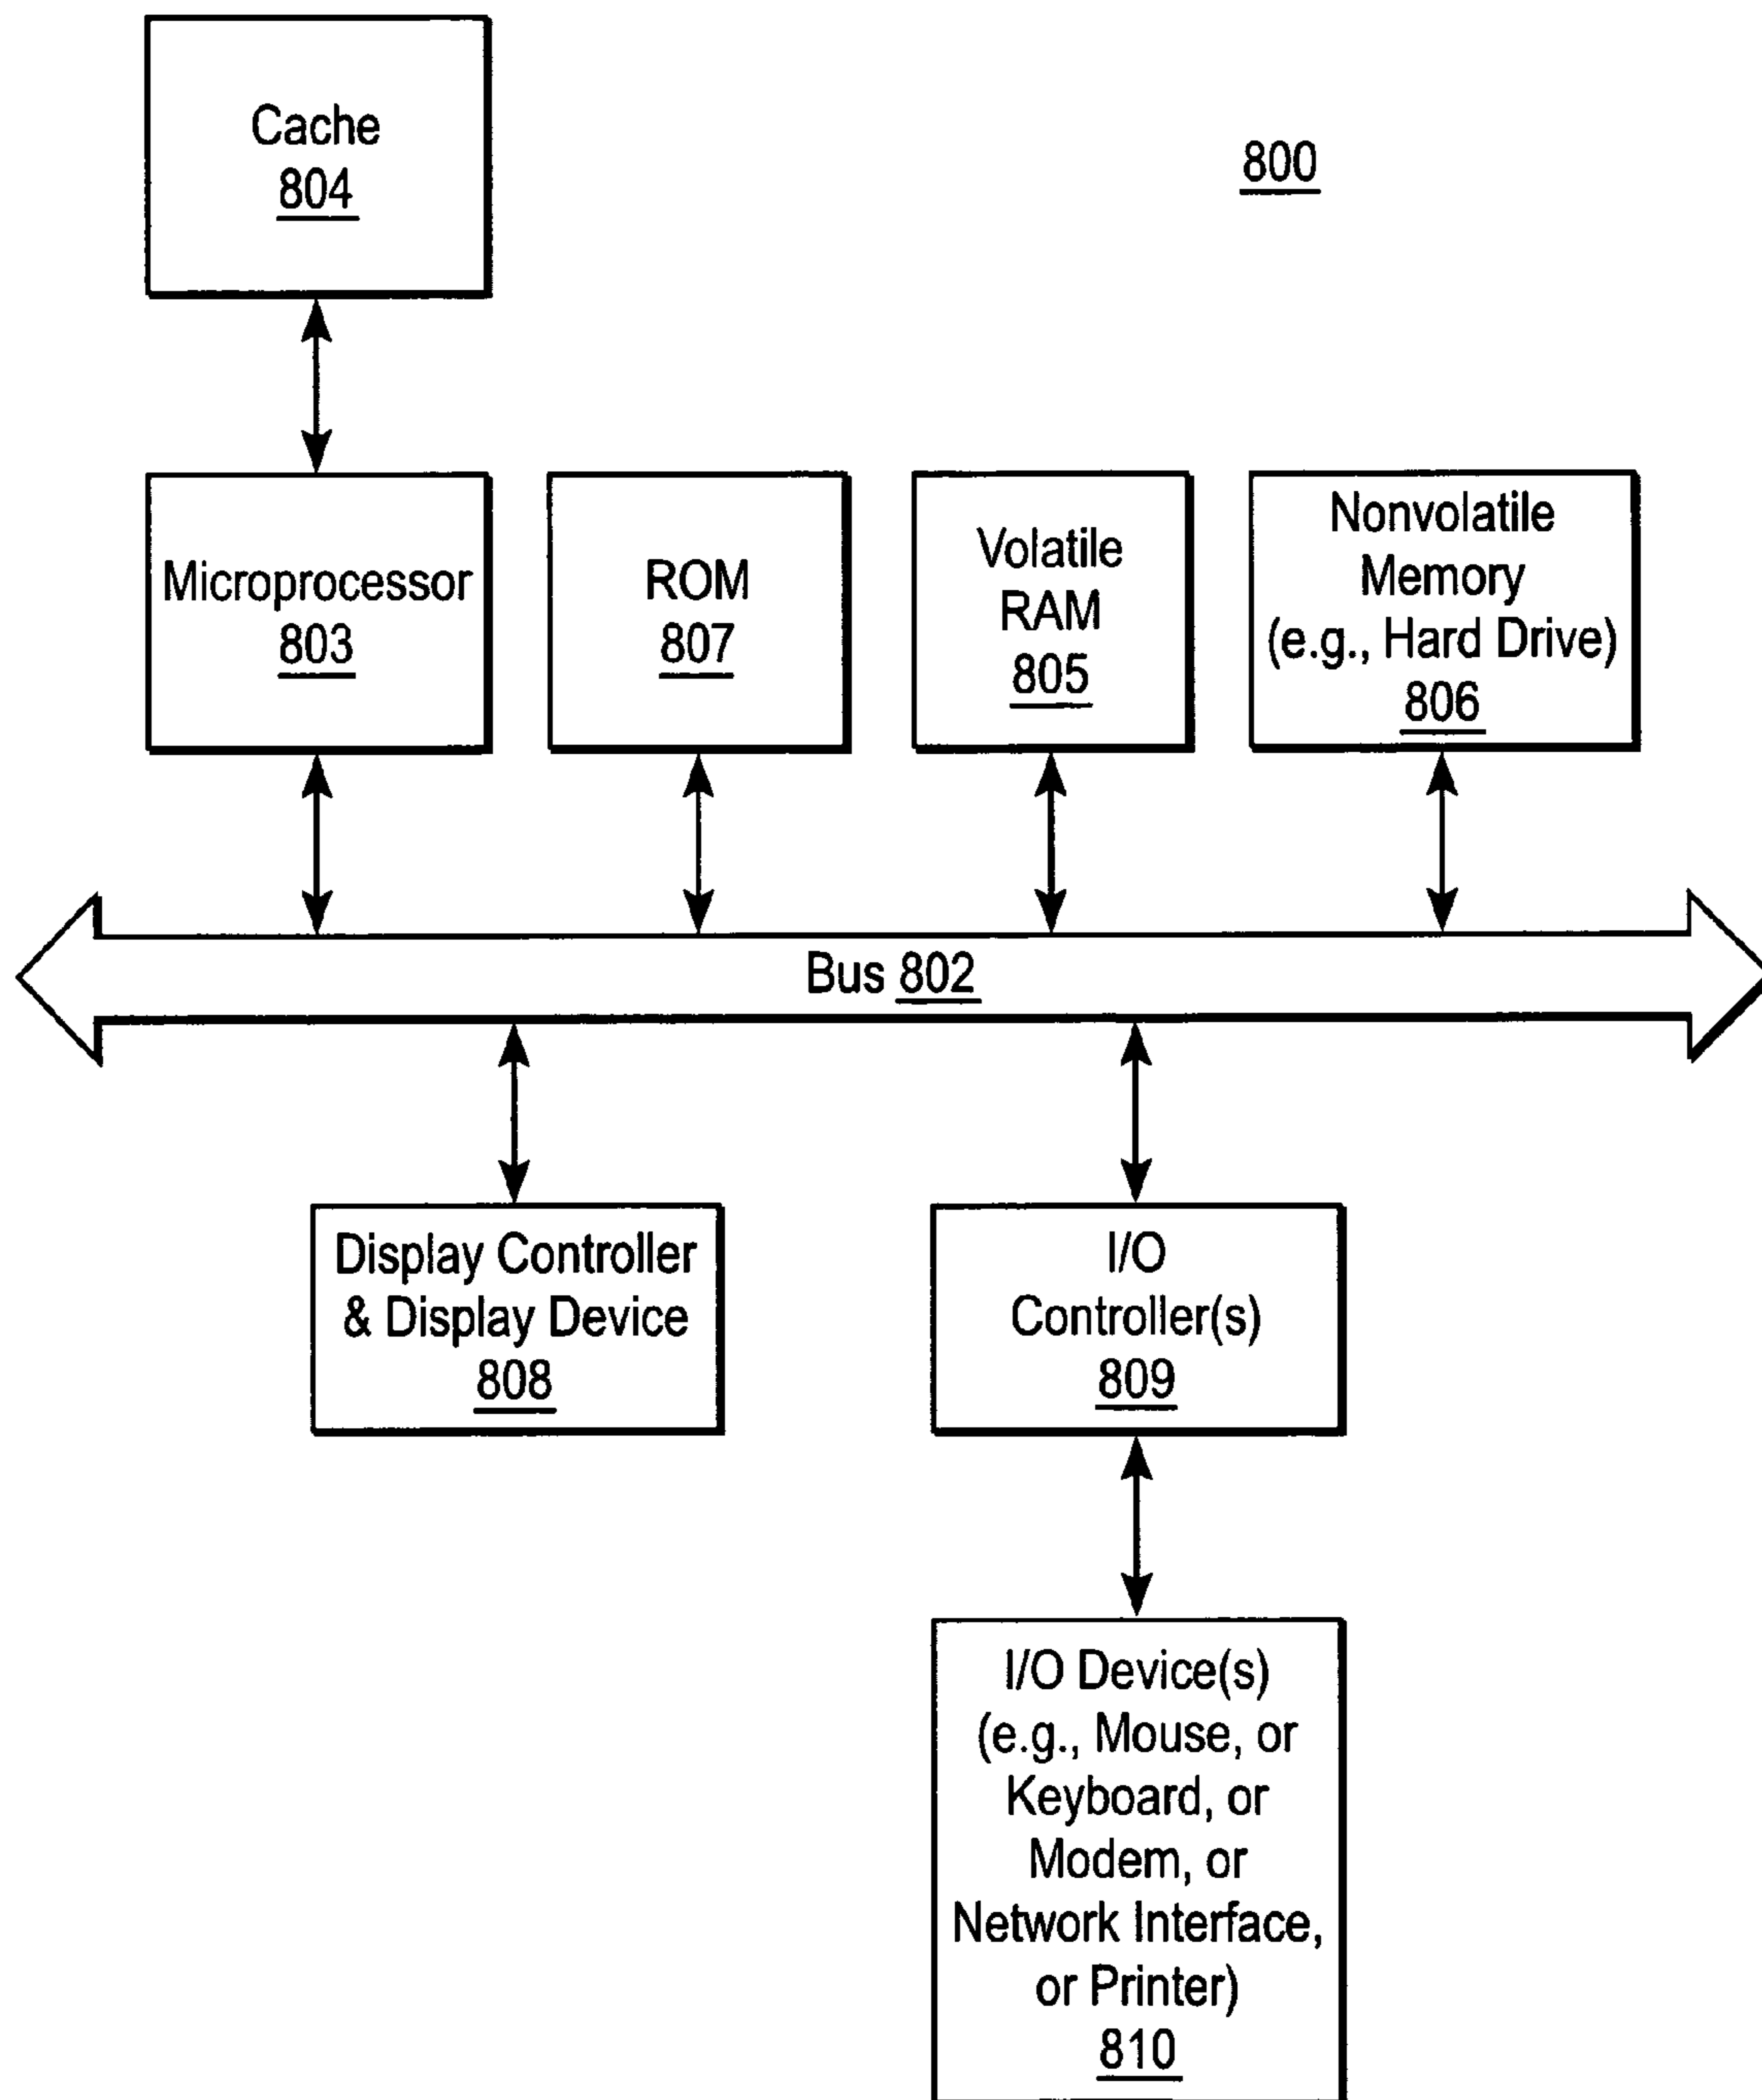 Cache
804
800
Microprocessor
803
ROM
807
Volatile
RAM
805
Nonvolatile
Memory
(e.g., Hard Drive)
806
Bus 802
Display Controller
& Display Device
808
I/O
Controller(s)
809
I/O Device(s)
(e.g., Mouse, or
Keyboard, or
Modem, or
Network Interface,
or Printer)
810